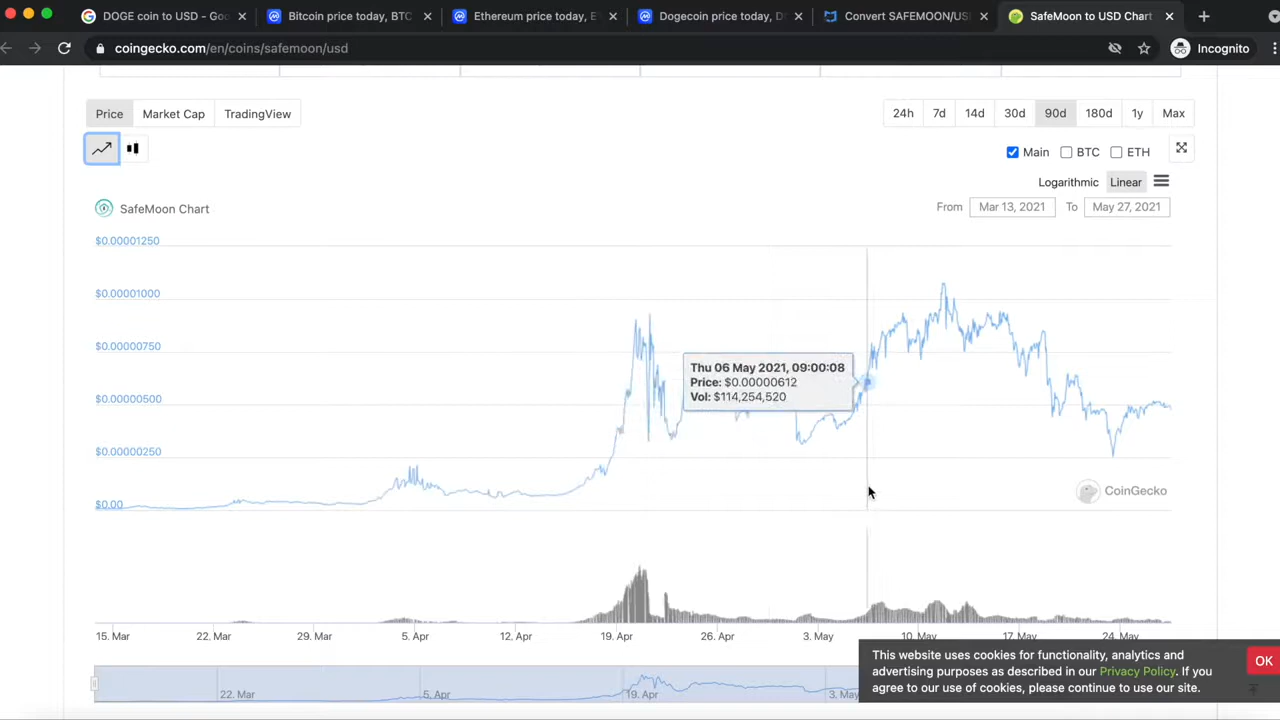 DOGE coin to USD - Goo
Bitcoin price today, BTC
Ethereum price today, E
Dogecoin price today, D
Convert SAFEMOON/US
SafeMoon to USD Chart
coingecko.com/en/coins/safemoon/usd
Incognito
Price Market Cap TradingView
24h 7d 14d 30d 90d 180d 1y Max
Main BTC ETH
Logarithmic Linear
SafeMoon Chart
From Mar 13, 2021 To May 27, 2021
$0.00001250
$0.00001000
$0.00000750
$0.00000500
$0.00000250
$0.00
Thu 06 May 2021, 09:00:08
Price: $0.00000612
Vol: $114,254,520
CoinGecko
15. Mar 22. Mar 29. Mar 5. Apr 12. Apr 19. Apr 26. Apr 3. May 10. May 17. May 24. May
22. Mar 5. Apr 19. Apr 3. May
This website uses cookies for functionality, analytics and
advertising purposes as described in our Privacy Policy. If you
agree to our use of cookies, please continue to use our site.
OK